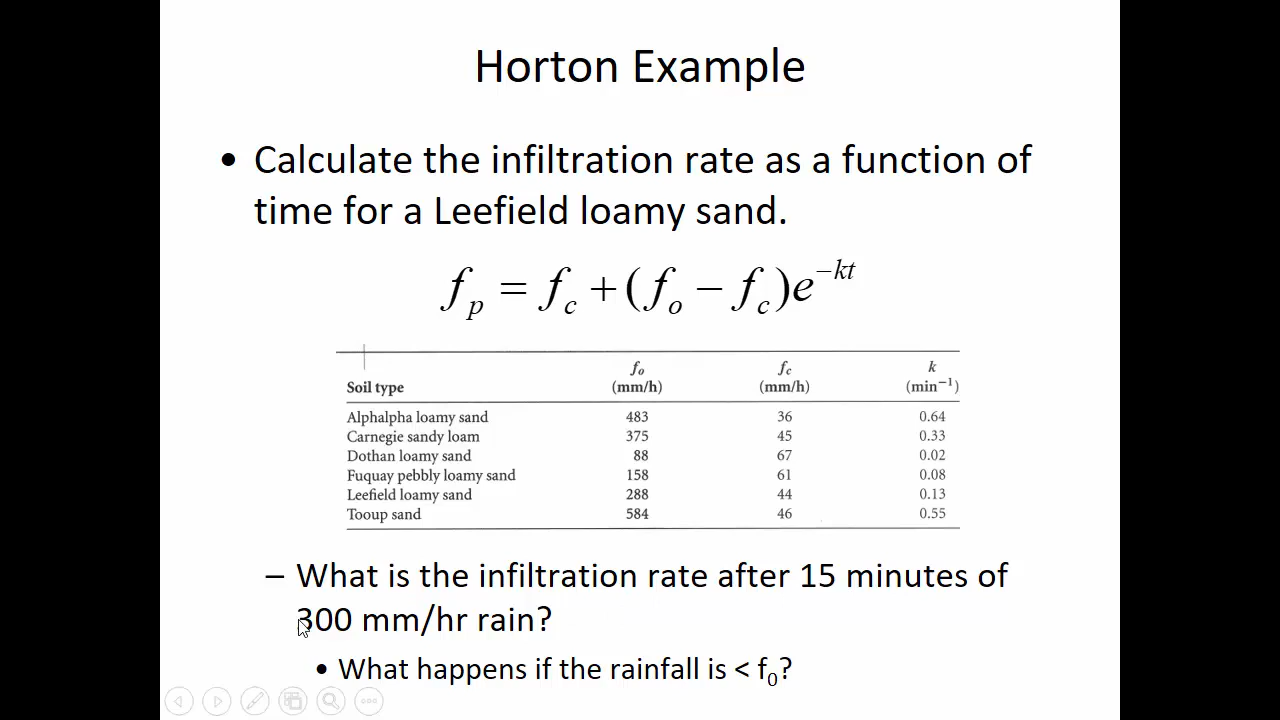 Horton Example
• Calculate the infiltration rate as a function of
time for a Leefield loamy sand.
f_p = f_c + (f_o − f_c)e^{−kt}
f_o f_c k
Soil type (mm/h) (mm/h) (min⁻¹)
Alphalpha loamy sand 483 36 0.64
Carnegie sandy loam 375 45 0.33
Dothan loamy sand 88 67 0.02
Fuquay pebbly loamy sand 158 61 0.08
Leefield loamy sand 288 44 0.13
Tooup sand 584 46 0.55
– What is the infiltration rate after 15 minutes of
300 mm/hr rain?
• What happens if the rainfall is < f₀?